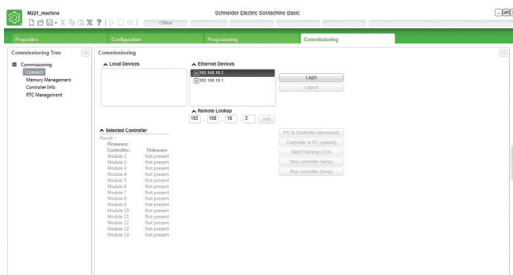 M221_machine
Schneider Electric SoMachine Basic
Offline
Properties
Configuration
Programming
Commissioning
Commissioning Tree
Commissioning
Connect
Memory Management
Controller Info
RTC Management
Commissioning
Local Devices
Ethernet Devices
192.168.10.2
192.168.10.1
Login
Logout
Remote Lookup
192 . 168 . 10 . 2 Add
Selected Controller
Found :
Firmware:
Controller: Unknown
Module 1 Not present
Module 2 Not present
Module 3 Not present
Module 4 Not present
Module 5 Not present
Module 6 Not present
Module 7 Not present
Module 8 Not present
Module 9 Not present
Module 10 Not present
Module 11 Not present
Module 12 Not present
Module 13 Not present
Module 14 Not present
PC to Controller (download)
Controller to PC (upload)
Start Flashing LEDs
Stop controller (temp)
Run controller (temp)